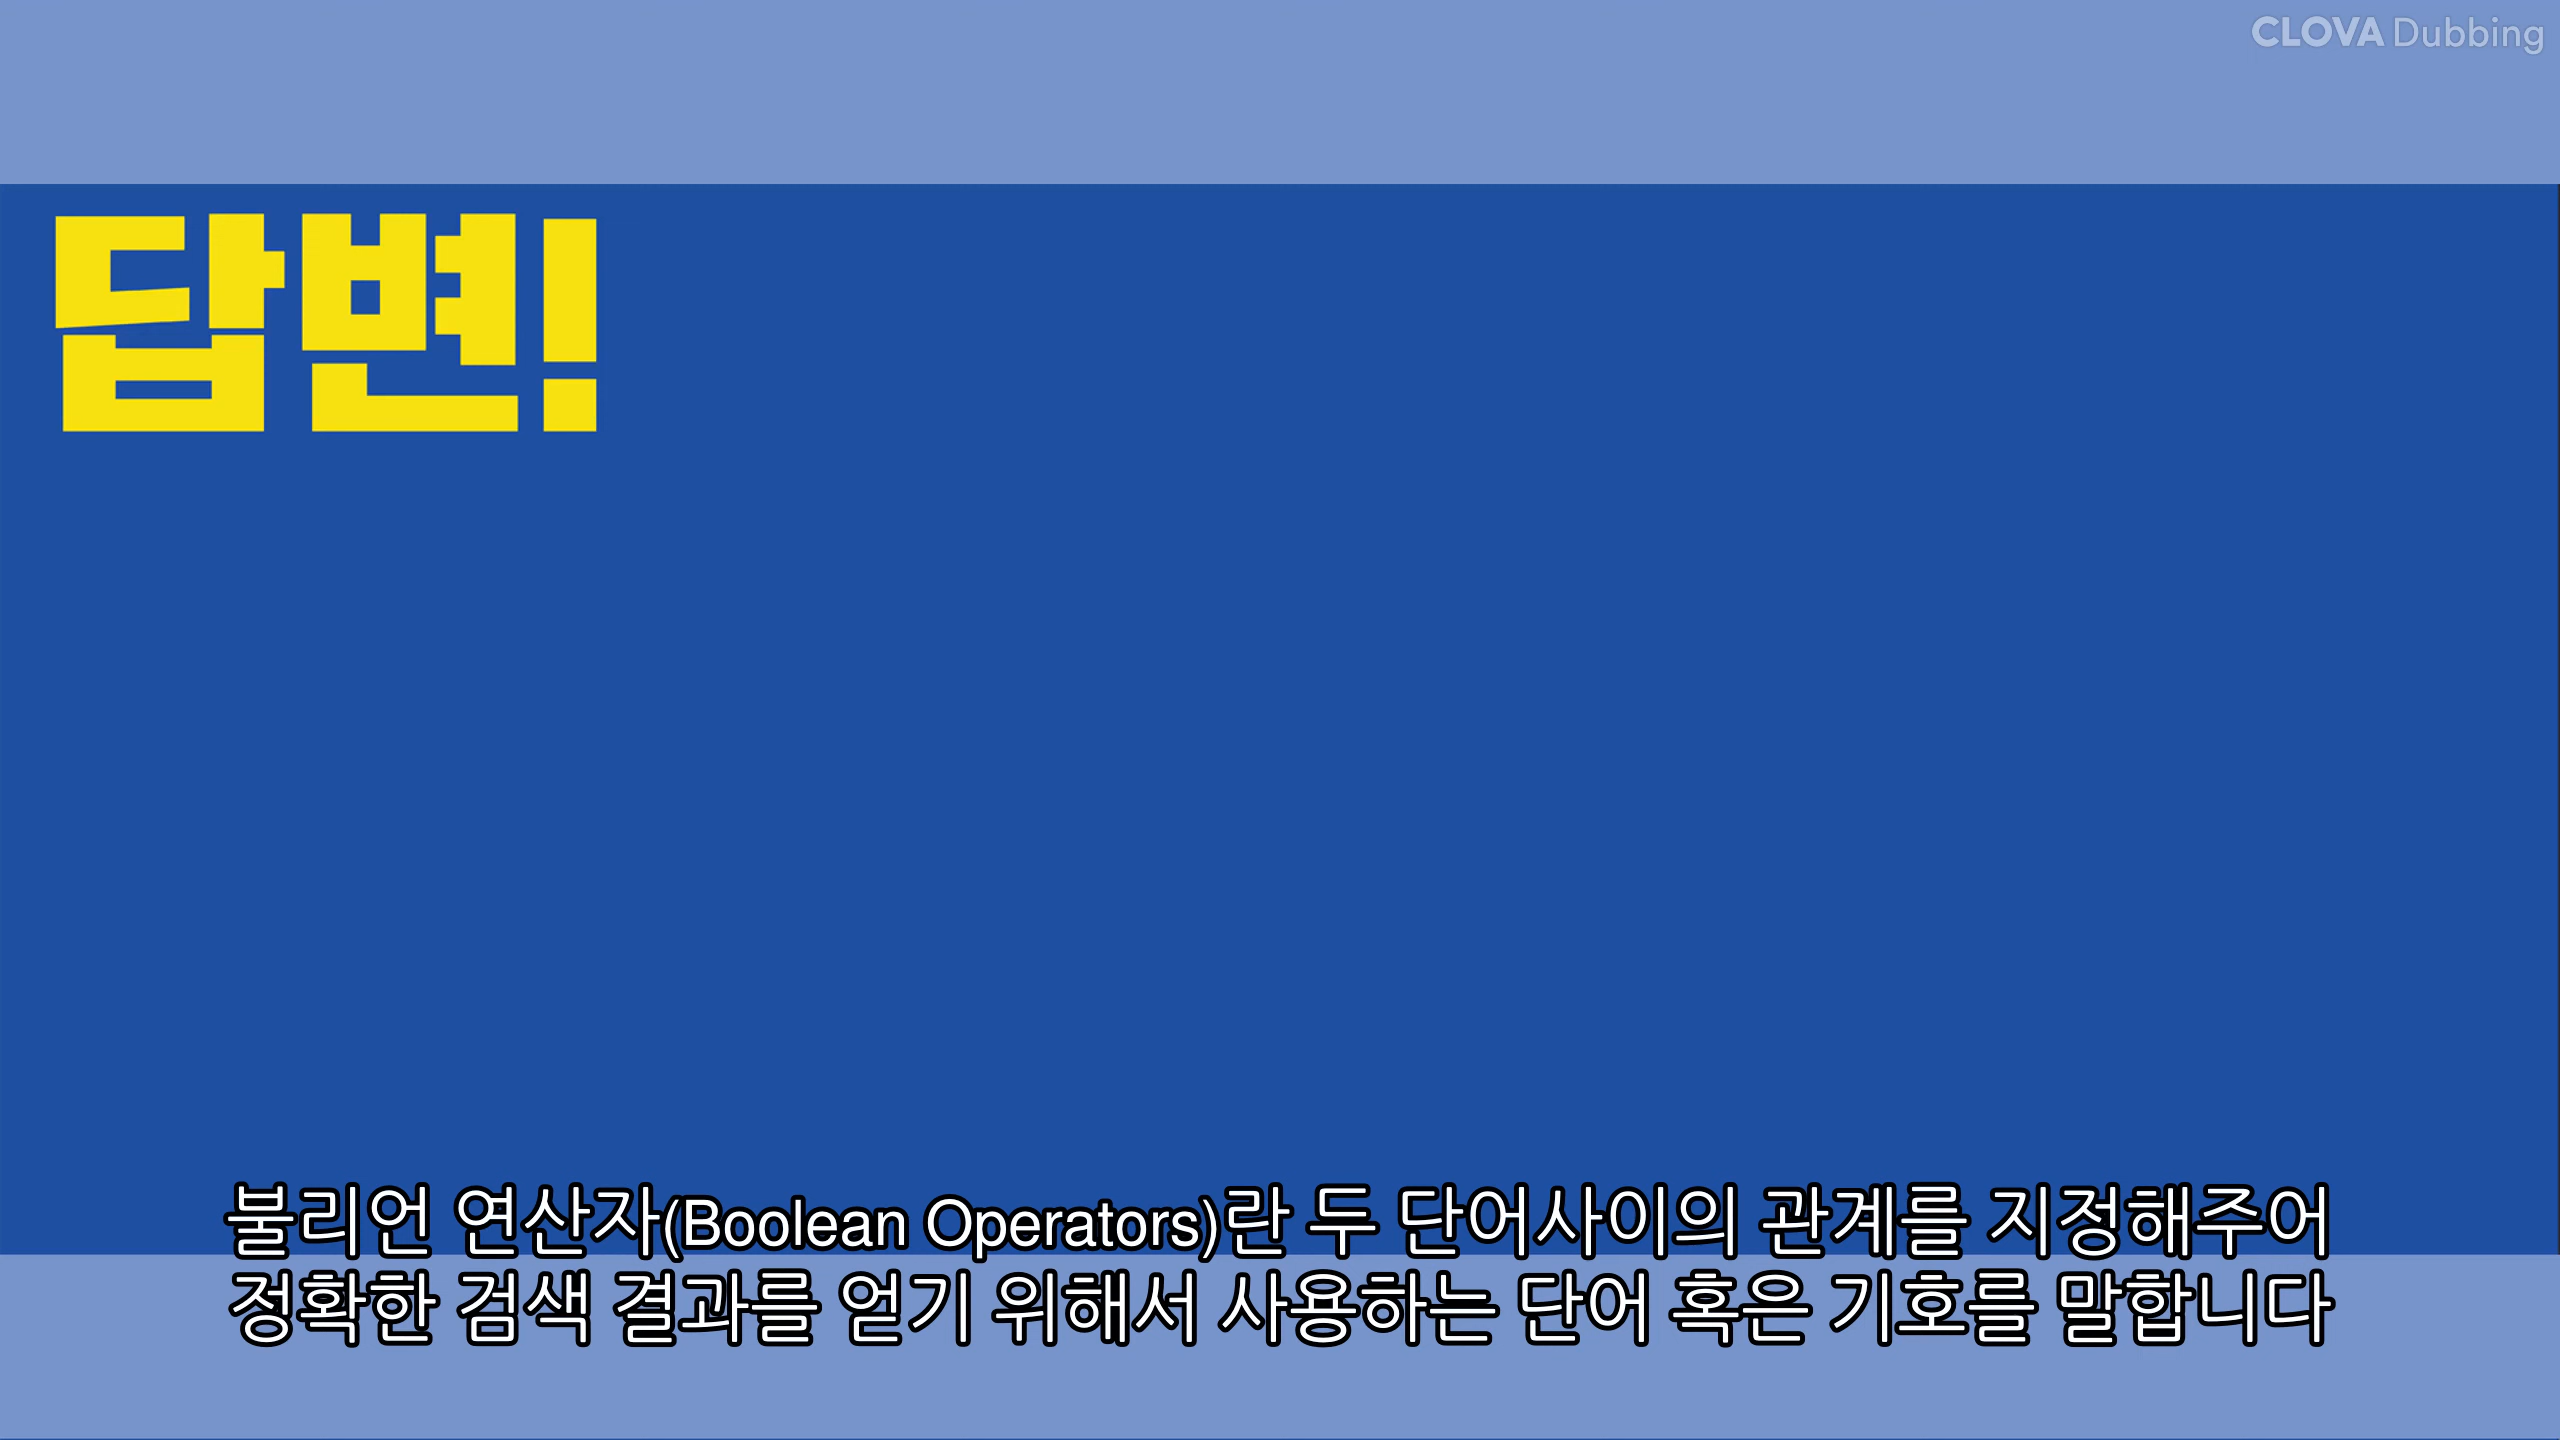 CLOVA Dubbing
답변!
불리언 연산자(Boolean Operators)란 두 단어사이의 관계를 지정해주어
정확한 검색 결과를 얻기 위해서 사용하는 단어 혹은 기호를 말합니다